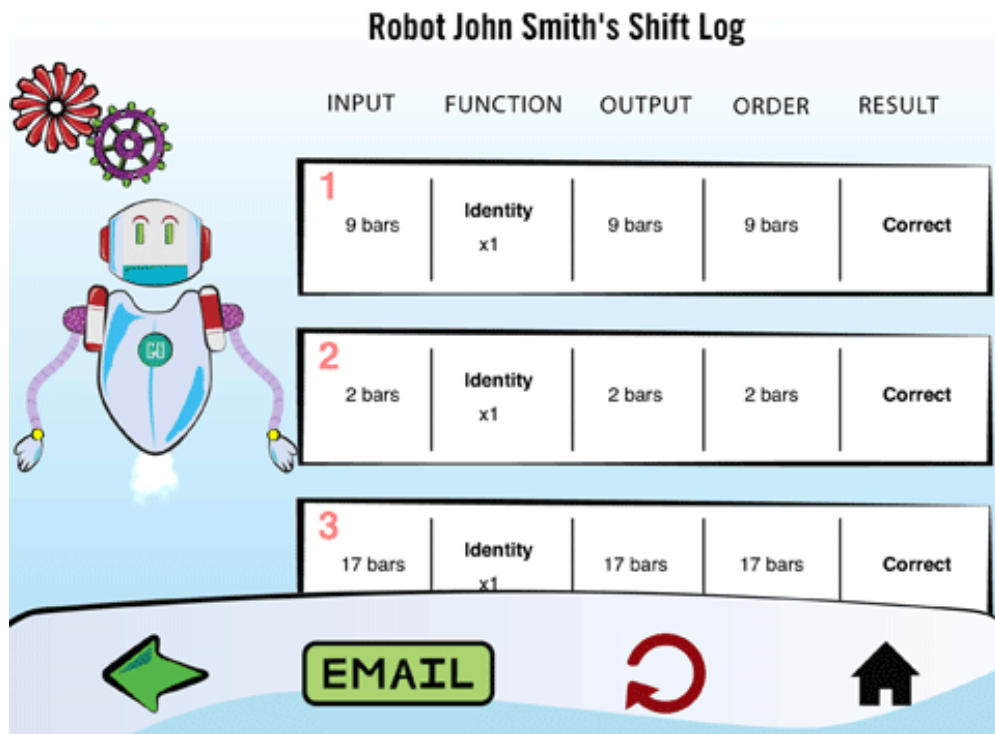 Robot John Smith's Shift Log
INPUT FUNCTION OUTPUT ORDER RESULT
1
9 bars Identity 9 bars 9 bars Correct
x1
2
2 bars Identity 2 bars 2 bars Correct
x1
3
17 bars Identity 17 bars 17 bars Correct
x1
GO
EMAIL